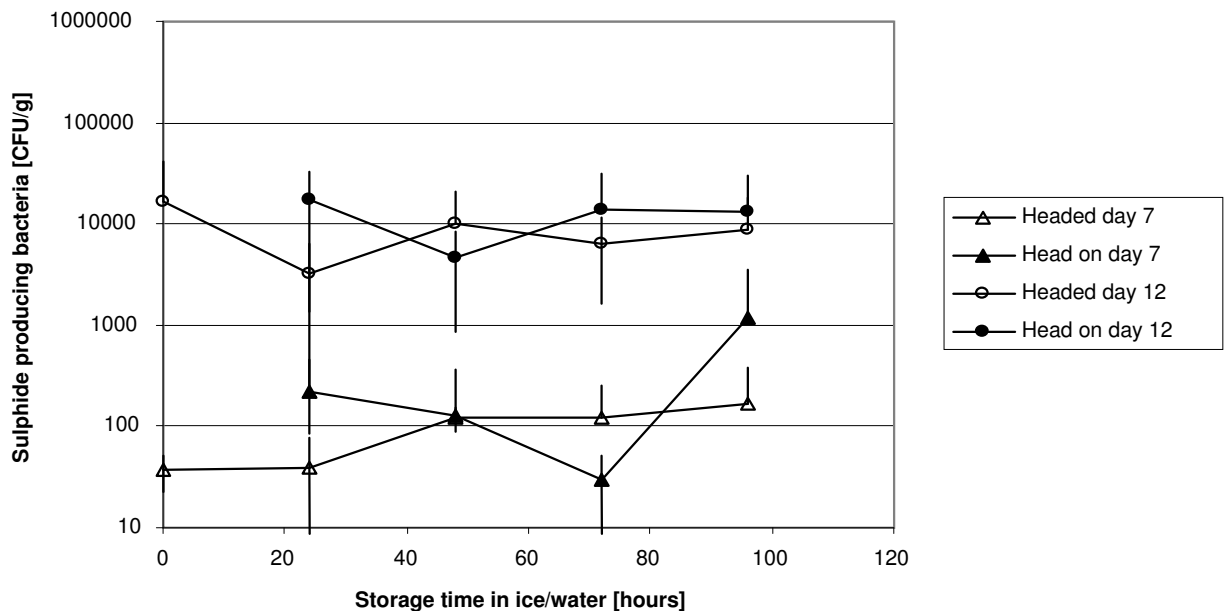 1000000
100000
10000
1000
100
10
Sulphide producing bacteria [CFU/g]
0 20 40 60 80 100 120
Storage time in ice/water [hours]
Headed day 7
Head on day 7
Headed day 12
Head on day 12